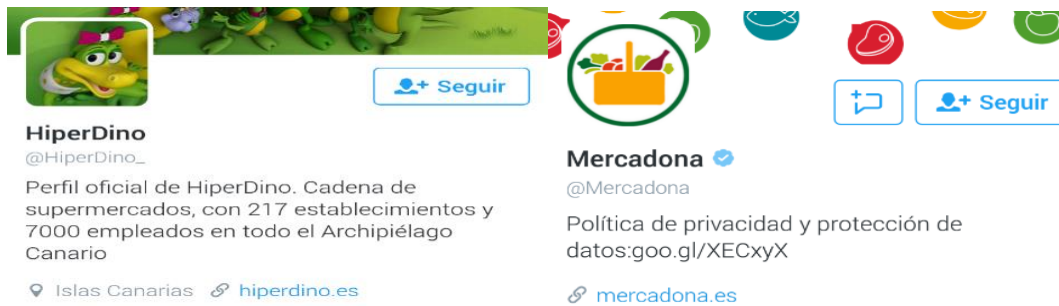 Seguir
HiperDino
@HiperDino_
Perfil oficial de HiperDino. Cadena de
supermercados, con 217 establecimientos y
7000 empleados en todo el Archipiélago
Canario
Islas Canarias hiperdino.es
Seguir
Mercadona
@Mercadona
Política de privacidad y protección de
datos:goo.gl/XECxyX
mercadona.es